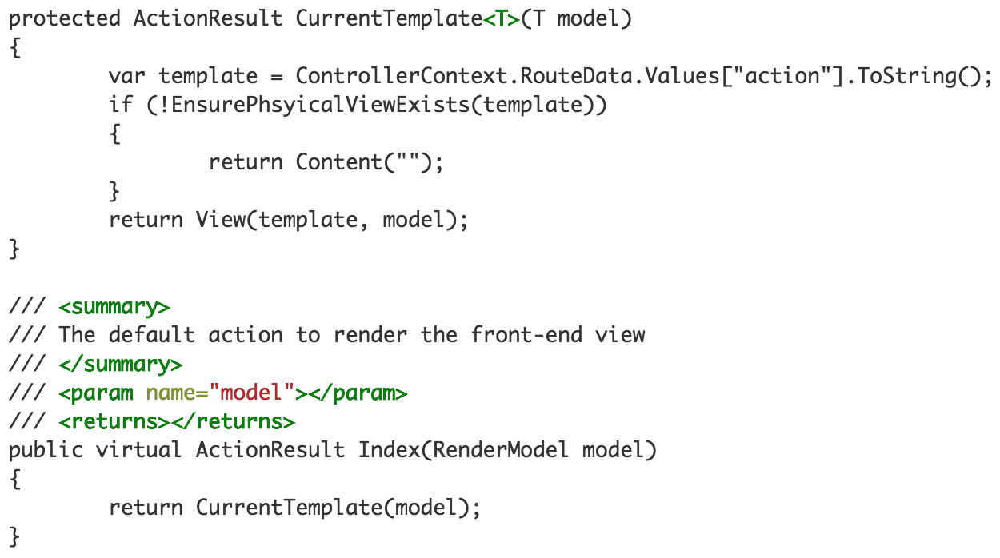 protected ActionResult CurrentTemplate<T>(T model)
{
        var template = ControllerContext.RouteData.Values["action"].ToString();
        if (!EnsurePhsyicalViewExists(template))
        {
                return Content("");
        }
        return View(template, model);
}

/// <summary>
/// The default action to render the front-end view
/// </summary>
/// <param name="model"></param>
/// <returns></returns>
public virtual ActionResult Index(RenderModel model)
{
        return CurrentTemplate(model);
}